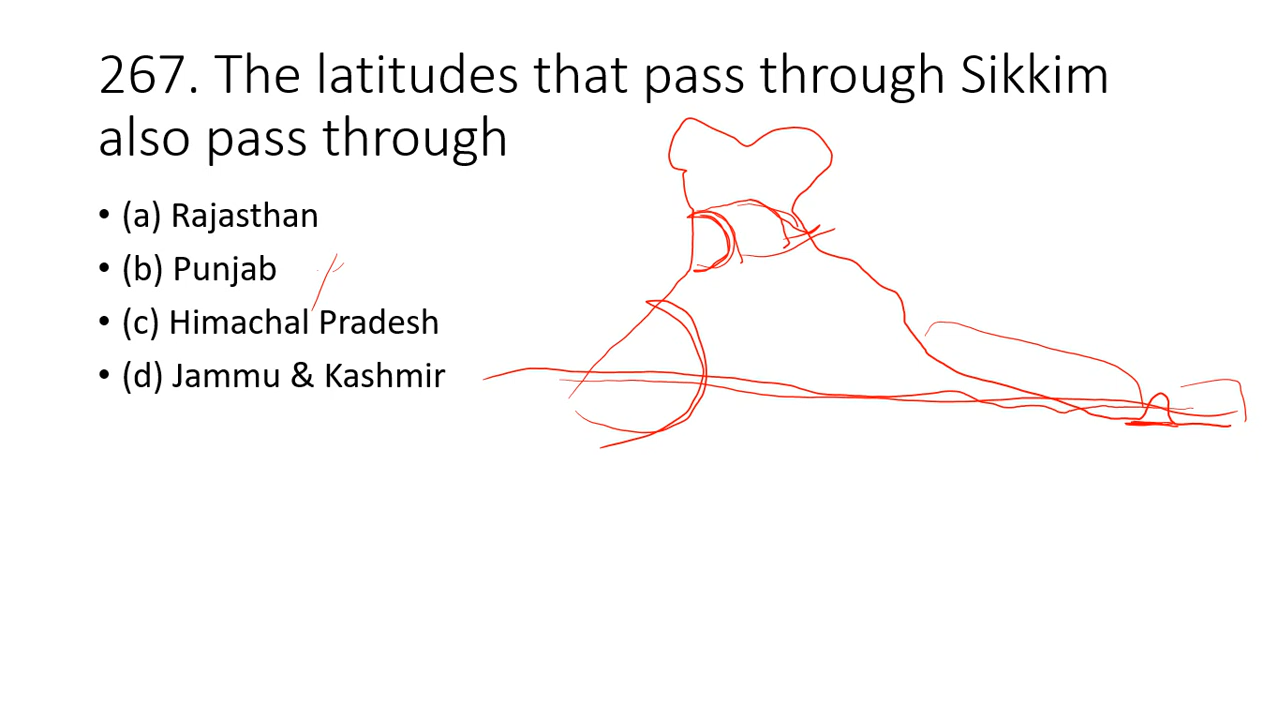 267. The latitudes that pass through Sikkim
also pass through
• (a) Rajasthan
• (b) Punjab
• (c) Himachal Pradesh
• (d) Jammu & Kashmir